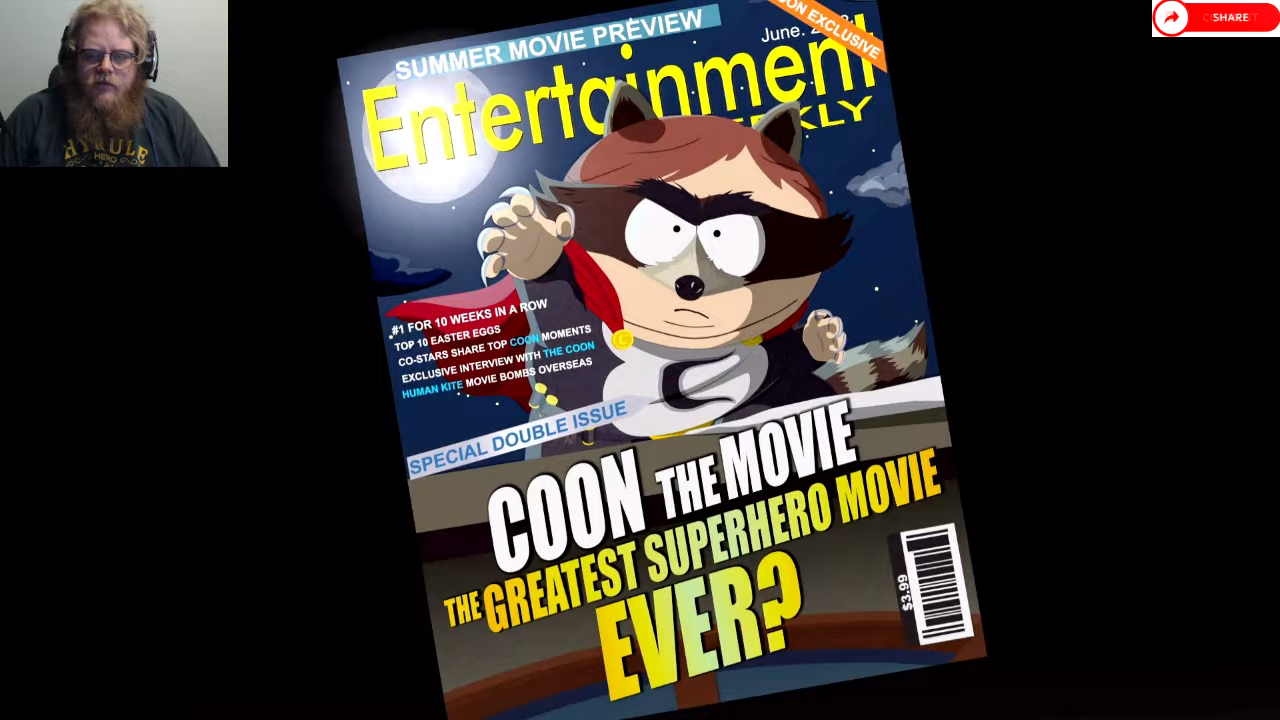 SUMMER MOVIE PREVIEW
June.
EXCLUSIVE
Entertainment
#1 FOR 10 WEEKS IN A ROW
TOP 10 EASTER EGGS
CO-STARS SHARE TOP COON MOMENTS
EXCLUSIVE INTERVIEW WITH THE COON
HUMAN KITE MOVIE BOMBS OVERSEAS
SPECIAL DOUBLE ISSUE
COON THE MOVIE
THE GREATEST SUPERHERO MOVIE
EVER?
$3.99
HYRULE
HERO
SHARE